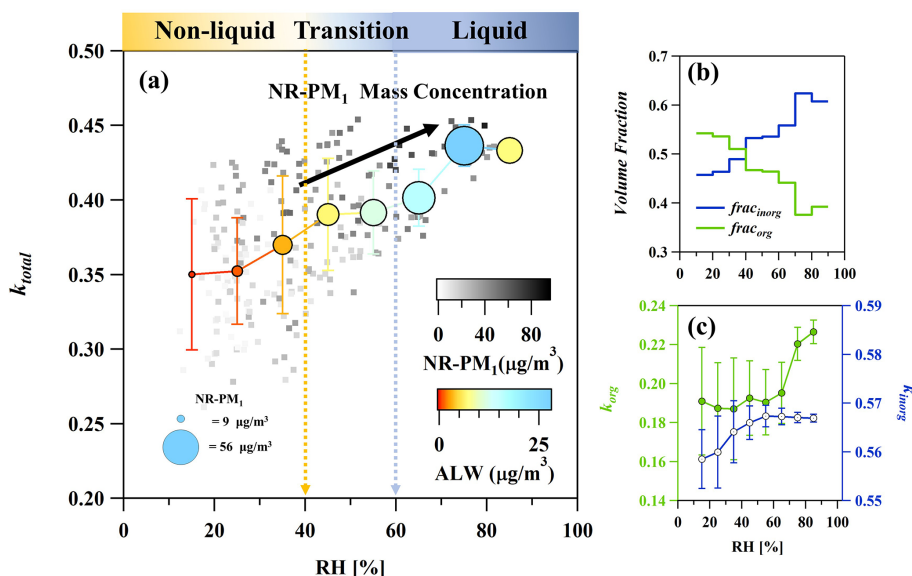 Non-liquid Transition Liquid
(a)
NR-PM1 Mass Concentration
0.50
0.45
0.40
0.35
0.30
0.25
0.20
ktotal
0 20 40 60 80 100
RH [%]
NR-PM1
= 9 μg/m3
= 56 μg/m3
0 40 80
NR-PM1(μg/m3)
0 25
ALW(μg/m3)
(b)
0.7
0.6
0.5
0.4
0.3
Volume Fraction
fracinorg
fracorg
0 20 40 60 80 100
(c)
0.24
0.22
0.20
0.18
0.16
0.14
korg
0.59
0.58
0.57
0.56
0.55
kinorg
0 20 40 60 80 100
RH [%]